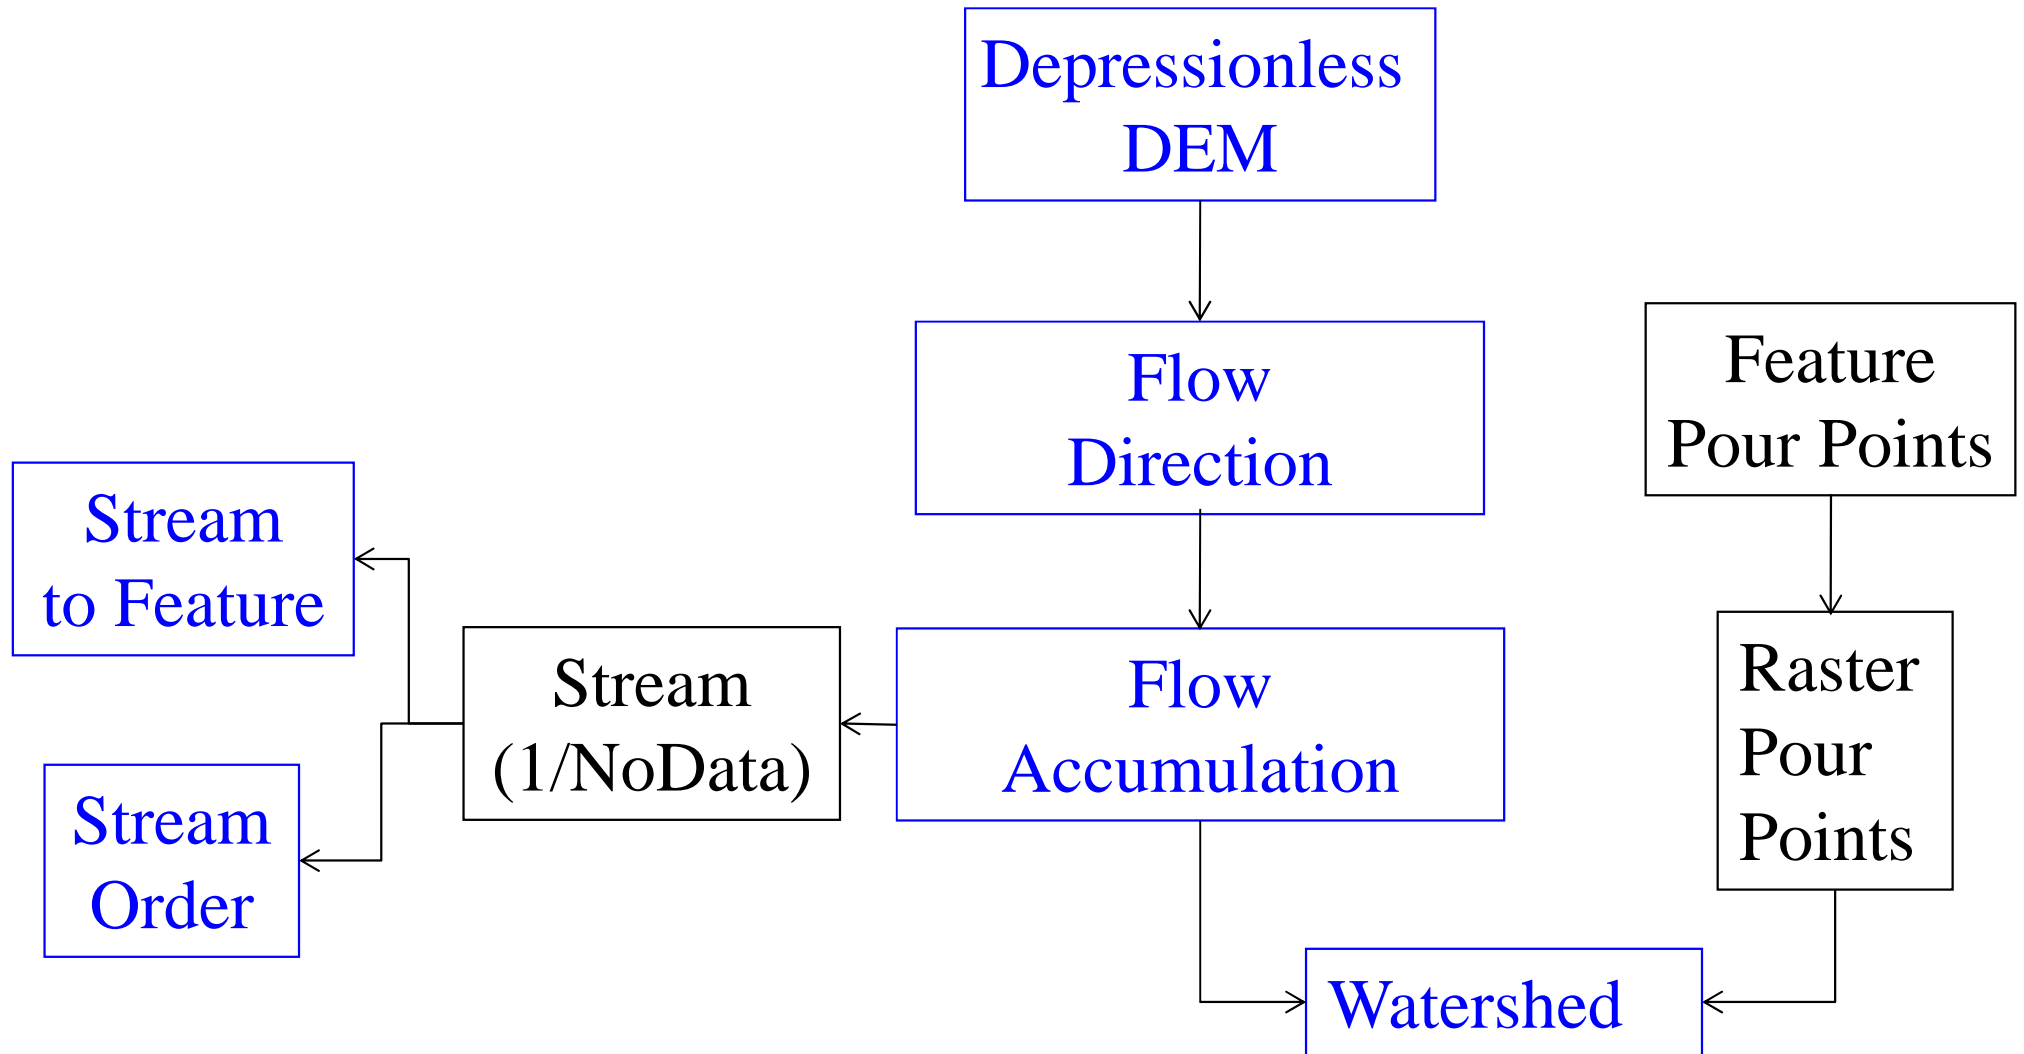 Depressionless
DEM
Flow
Direction
Feature
Pour Points
Stream
to Feature
Stream
(1/NoData)
Flow
Accumulation
Raster
Pour
Points
Stream
Order
Watershed